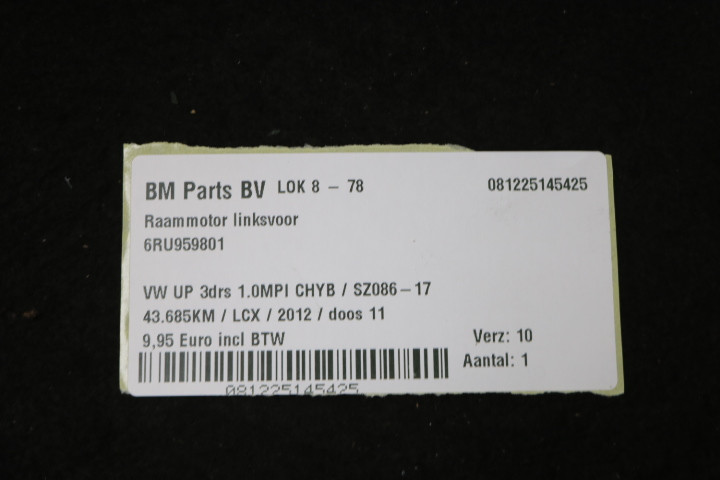 BM Parts BV LOK 8 - 78 081225145425
Raammotor linksvoor
6RU959801
VW UP 3drs 1.0MPI CHYB / SZ086-17
43.685KM / LCX / 2012 / doos 11
9,95 Euro incl BTW Verz: 10
Aantal: 1
081225145425